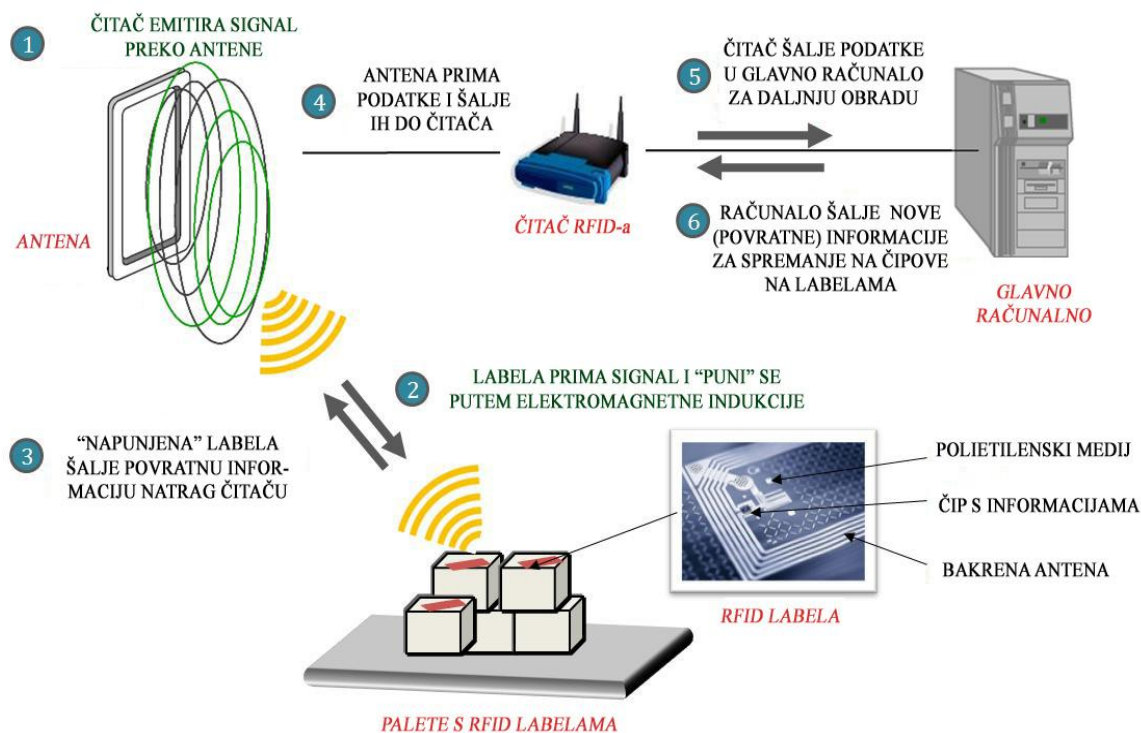 1
ČITAČ EMITIRA SIGNAL
PREKO ANTENE
ANTENA
4
ANTENA PRIMA
PODATKE I ŠALJE
IH DO ČITAČA
ČITAČ RFID-a
5
ČITAČ ŠALJE PODATKE
U GLAVNO RAČUNALO
ZA DALJNJU OBRADU
6
RAČUNALO ŠALJE NOVE
(POVRATNE) INFORMACIJE
ZA SPREMANJE NA ČIPOVE
NA LABELAMA
GLAVNO
RAČUNALNO
2
LABELA PRIMA SIGNAL I “PUNI” SE
PUTEM ELEKTROMAGNETNE INDUKCIJE
3
“NAPUNJENA” LABELA
ŠALJE POVRATNU INFOR-
MACIJU NATRAG ČITAČU
POLIETILENSKI MEDIJ
ČIP S INFORMACIJAMA
BAKRENA ANTENA
RFID LABELA
PALETE S RFID LABELAMA